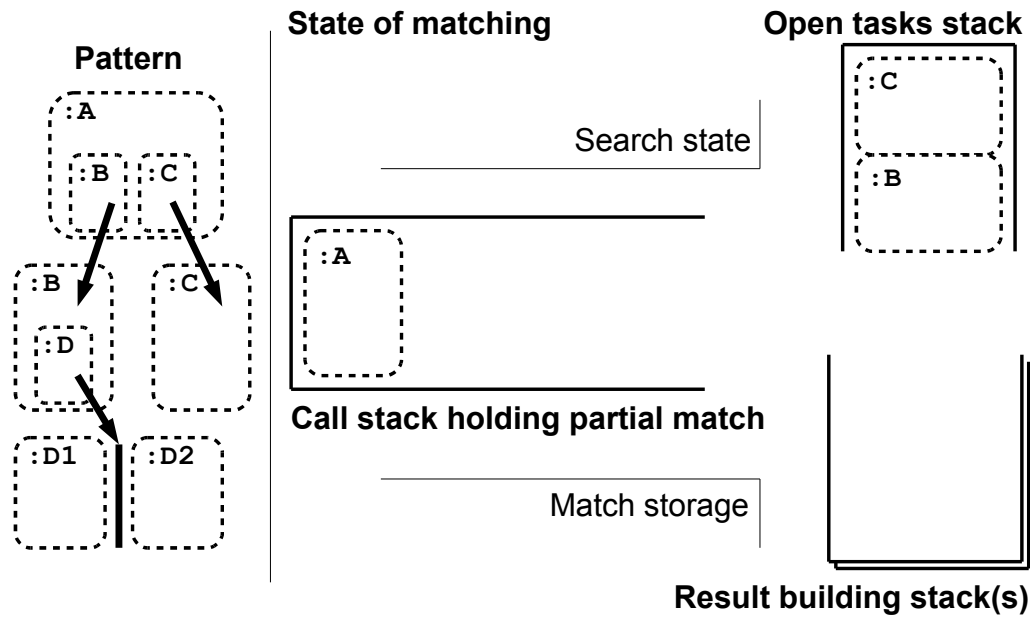 State of matching
Open tasks stack
Pattern
:A
:B
:C
:B
:C
:D
:D1
:D2
Search state
:A
Call stack holding partial match
Match storage
:C
:B
Result building stack(s)